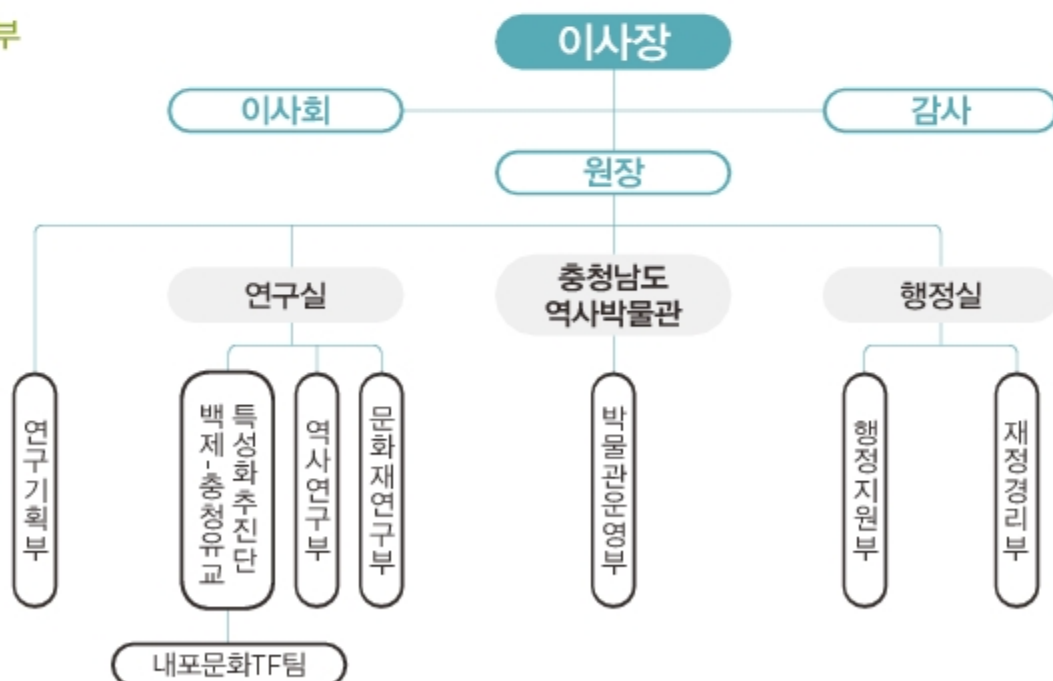 부
이사장
이사회
감사
원장
연구실
충청남도
역사박물관
행정실
연구기획부
백제-충청유교
특성화추진단
역사연구부
문화재연구부
박물관운영부
행정지원부
재정경리부
내포문화TF팀